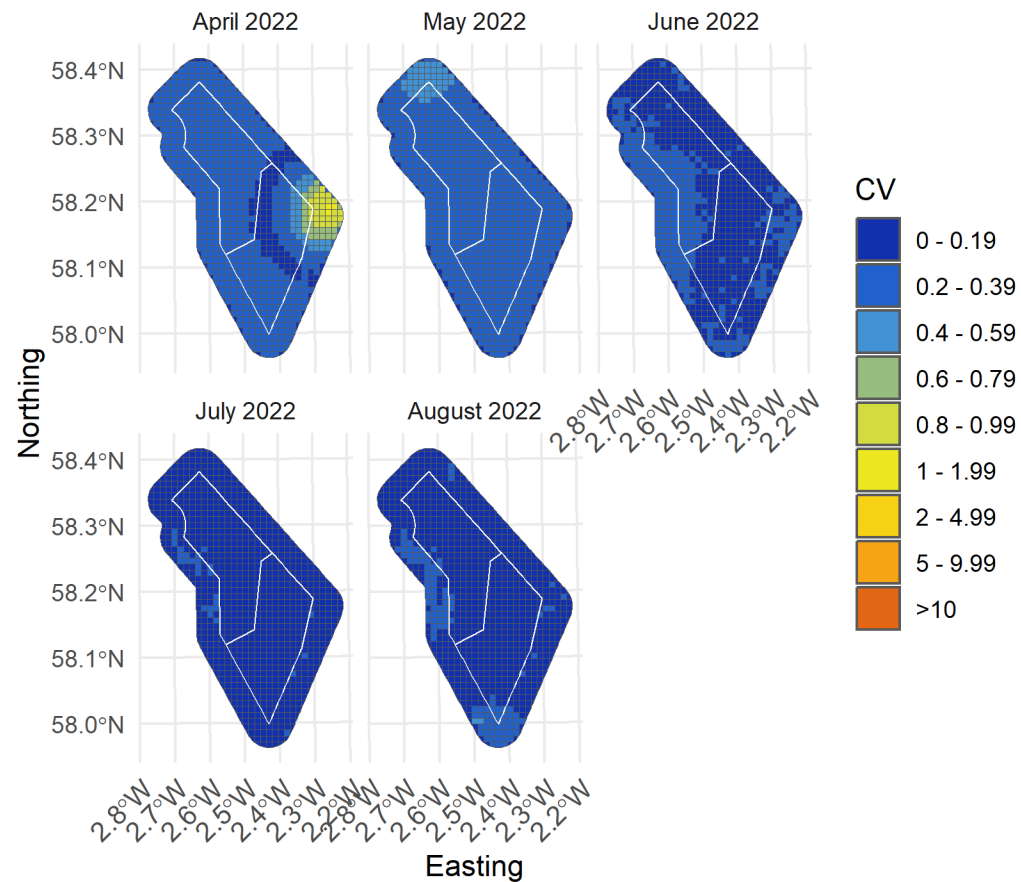 April 2022
May 2022
June 2022
58.4°N
58.3°N
58.2°N
58.1°N
58.0°N
2.8°W
2.7°W
2.6°W
2.5°W
2.4°W
2.3°W
2.2°W
July 2022
August 2022
58.4°N
58.3°N
58.2°N
58.1°N
58.0°N
2.8°W
2.7°W
2.6°W
2.5°W
2.4°W
2.3°W
2.2°W
2.8°W
2.7°W
2.6°W
2.5°W
2.4°W
2.3°W
2.2°W
Northing
Easting
CV
0 - 0.19
0.2 - 0.39
0.4 - 0.59
0.6 - 0.79
0.8 - 0.99
1 - 1.99
2 - 4.99
5 - 9.99
>10